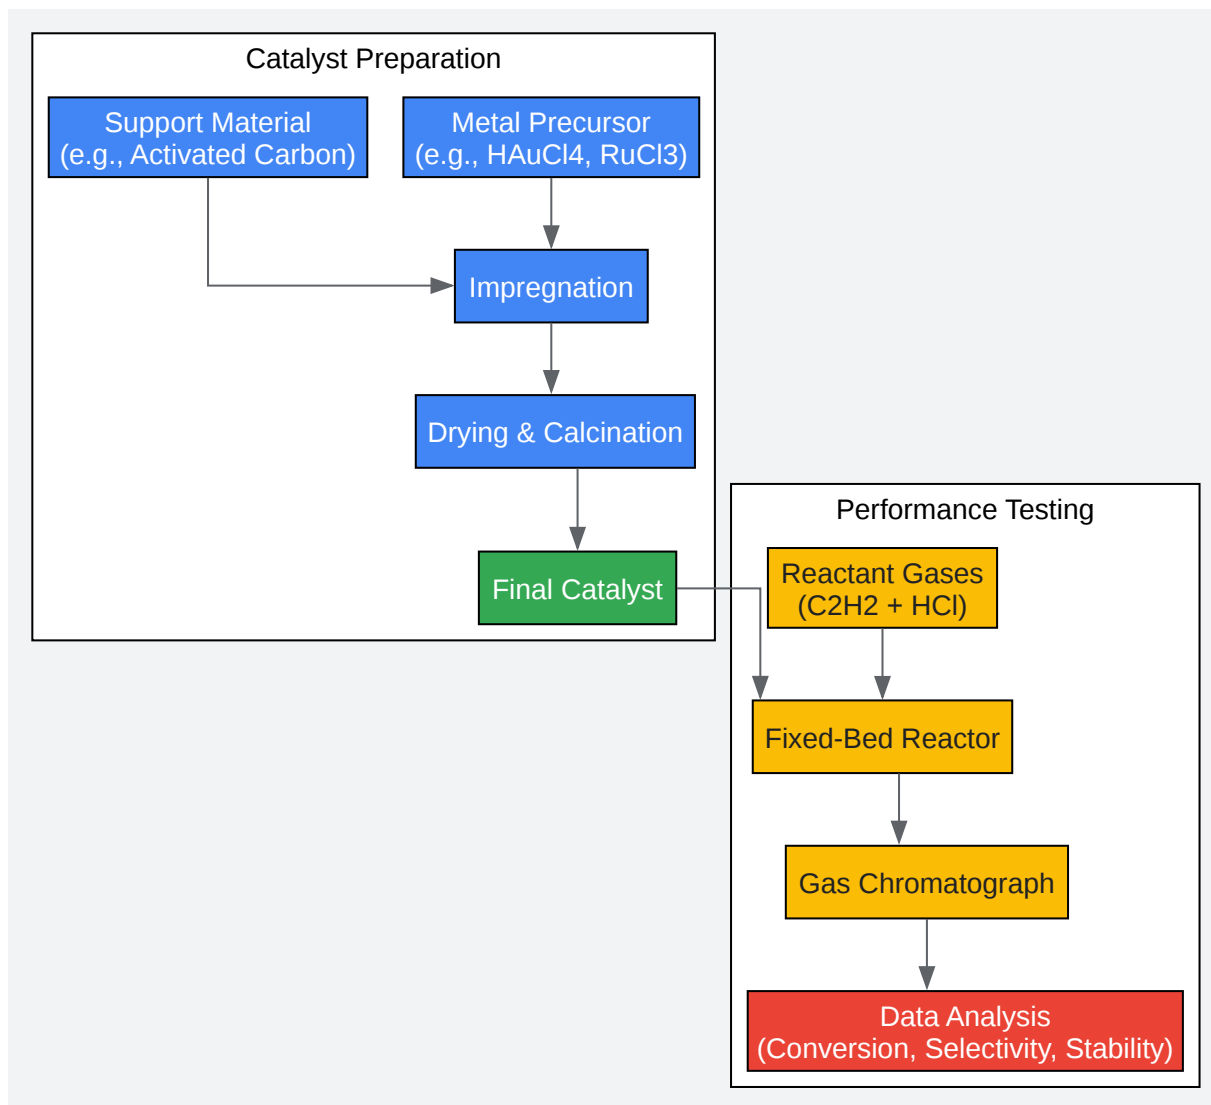 Catalyst Preparation
Support Material
(e.g., Activated Carbon)
Metal Precursor
(e.g., HAuCl4, RuCl3)
Impregnation
Drying & Calcination
Final Catalyst
Performance Testing
Reactant Gases
(C2H2 + HCl)
Fixed-Bed Reactor
Gas Chromatograph
Data Analysis
(Conversion, Selectivity, Stability)